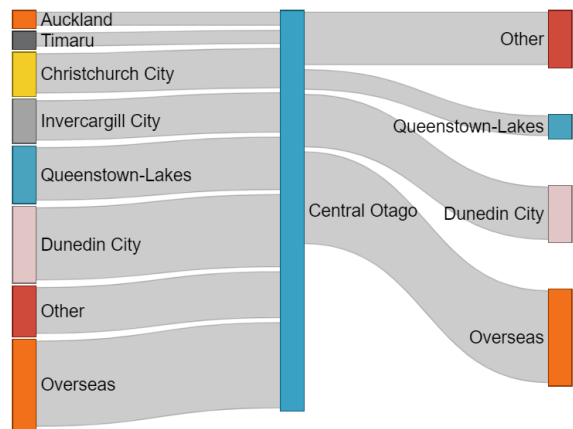 Auckland
Timaru
Christchurch City
Invercargill City
Queenstown-Lakes
Dunedin City
Other
Overseas
Central Otago
Other
Queenstown-Lakes
Dunedin City
Overseas